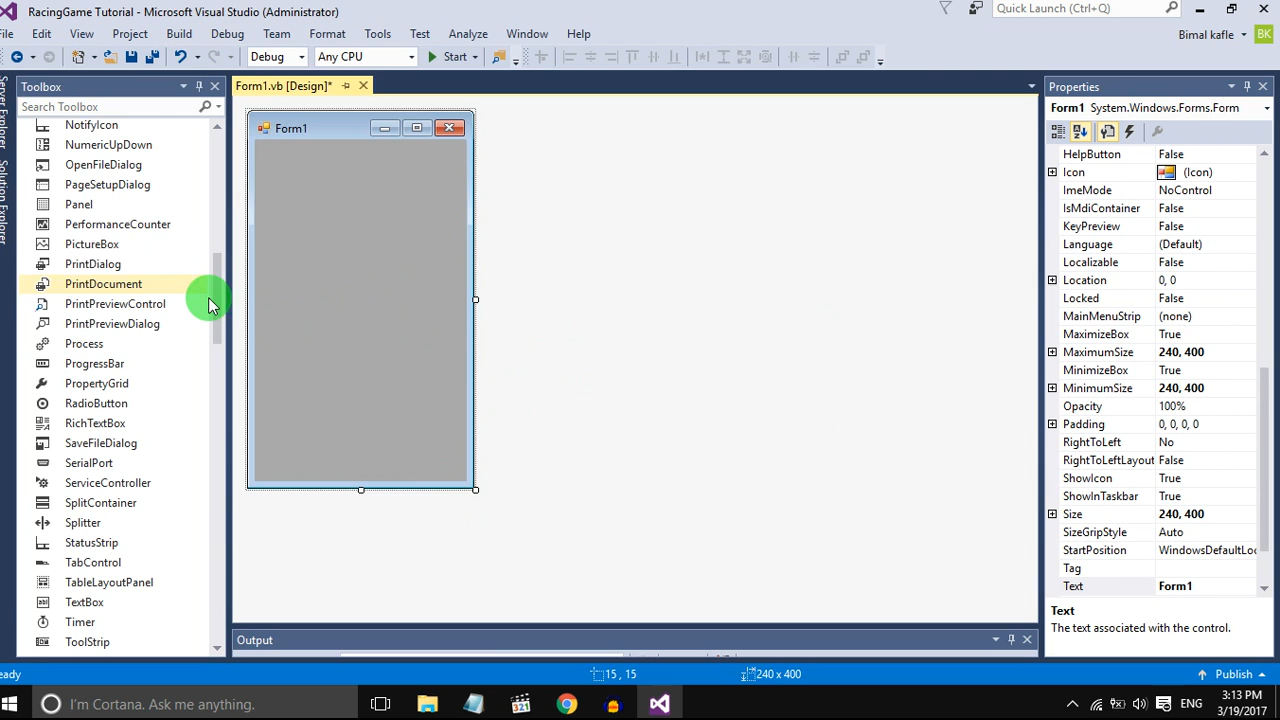 RacingGame Tutorial - Microsoft Visual Studio (Administrator)
Quick Launch (Ctrl+Q)
File Edit View Project Build Debug Team Format Tools Test Analyze Window Help
Bimal kafle BK
Debug Any CPU Start
Server Explorer
Solution Explorer
Toolbox
Search Toolbox
NotifyIcon
NumericUpDown
OpenFileDialog
PageSetupDialog
Panel
PerformanceCounter
PictureBox
PrintDialog
PrintDocument
PrintPreviewControl
PrintPreviewDialog
Process
ProgressBar
PropertyGrid
RadioButton
RichTextBox
SaveFileDialog
SerialPort
ServiceController
SplitContainer
Splitter
StatusStrip
TabControl
TableLayoutPanel
TextBox
Timer
ToolStrip
Form1.vb [Design]*
Form1
Output
Properties
Form1 System.Windows.Forms.Form
HelpButton False
Icon (Icon)
ImeMode NoControl
IsMdiContainer False
KeyPreview False
Language (Default)
Localizable False
Location 0, 0
Locked False
MainMenuStrip (none)
MaximizeBox True
MaximumSize 240, 400
MinimizeBox True
MinimumSize 240, 400
Opacity 100%
Padding 0, 0, 0, 0
RightToLeft No
RightToLeftLayout False
ShowIcon True
ShowInTaskbar True
Size 240, 400
SizeGripStyle Auto
StartPosition WindowsDefaultLoc
Tag
Text Form1
Text
The text associated with the control.
eady 15, 15 240 x 400 Publish
I'm Cortana. Ask me anything.
ENG
3:13 PM
3/19/2017